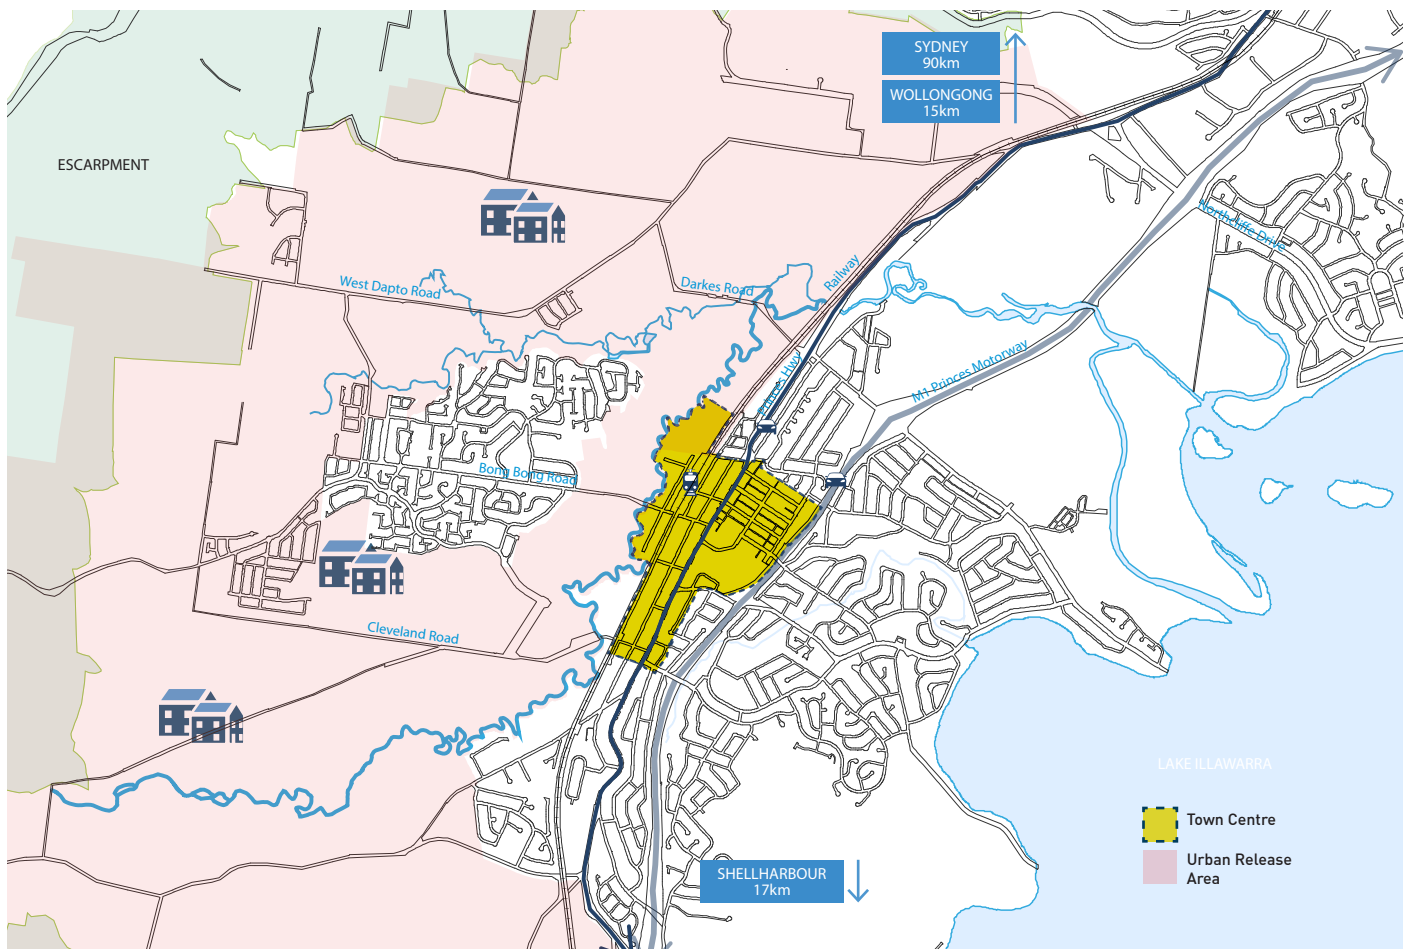 SYDNEY
90km
WOLLONGONG
15km
ESCARPMENT
Northcliffe Drive
Railway
West Dapto Road
Darkes Road
Princes Hwy
M1 Princes Motorway
Bong Bong Road
Cleveland Road
LAKE ILLAWARRA
Town Centre
Urban Release
Area
SHELLHARBOUR
17km